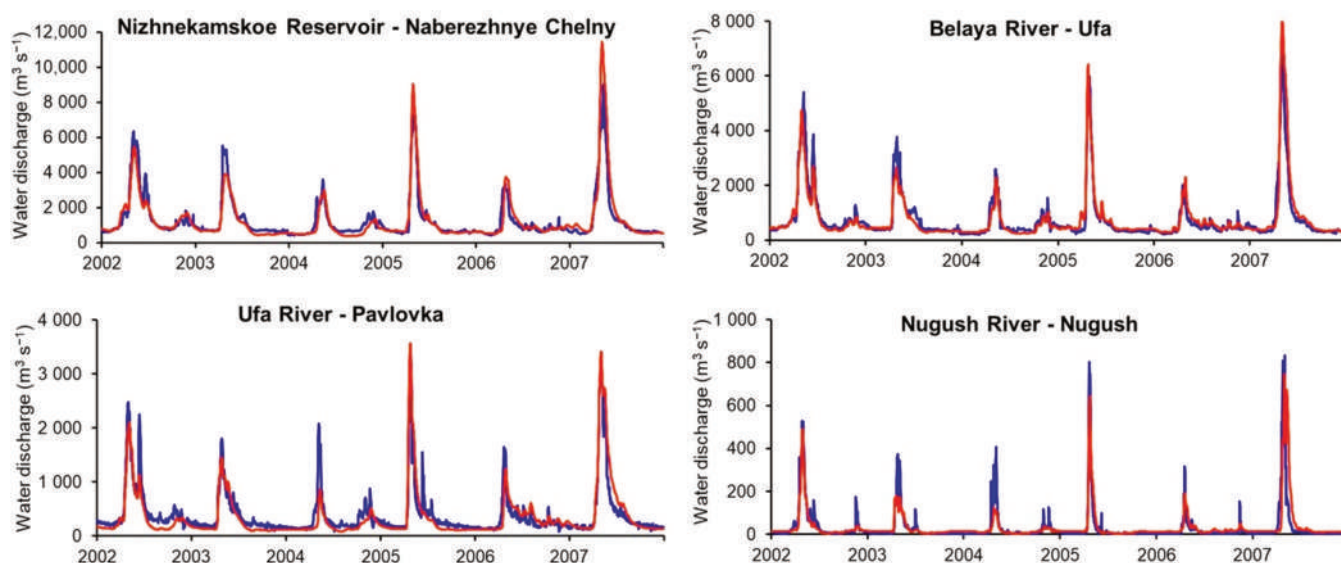 Nizhnekamskoe Reservoir - Naberezhnye Chelny
Water discharge (m³ s⁻¹)
12,000
10,000
8 000
6 000
4 000
2 000
0
2002 2003 2004 2005 2006 2007
Belaya River - Ufa
Water discharge (m³ s⁻¹)
8 000
6 000
4 000
2 000
0
2002 2003 2004 2005 2006 2007
Ufa River - Pavlovka
Water discharge (m³ s⁻¹)
4 000
3 000
2 000
1 000
0
2002 2003 2004 2005 2006 2007
Nugush River - Nugush
Water discharge (m³ s⁻¹)
1 000
800
600
400
200
0
2002 2003 2004 2005 2006 2007